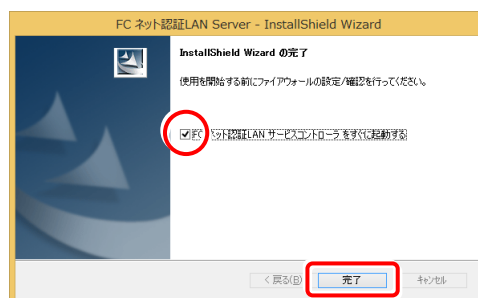 FC ネット認証LAN Server - InstallShield Wizard
InstallShield Wizard の完了
使用を開始する前にファイアウォールの設定/確認を行ってください。
FC ネット認証LAN サービスコントローラ をすぐに起動する
< 戻る(B)
完了
キャンセル